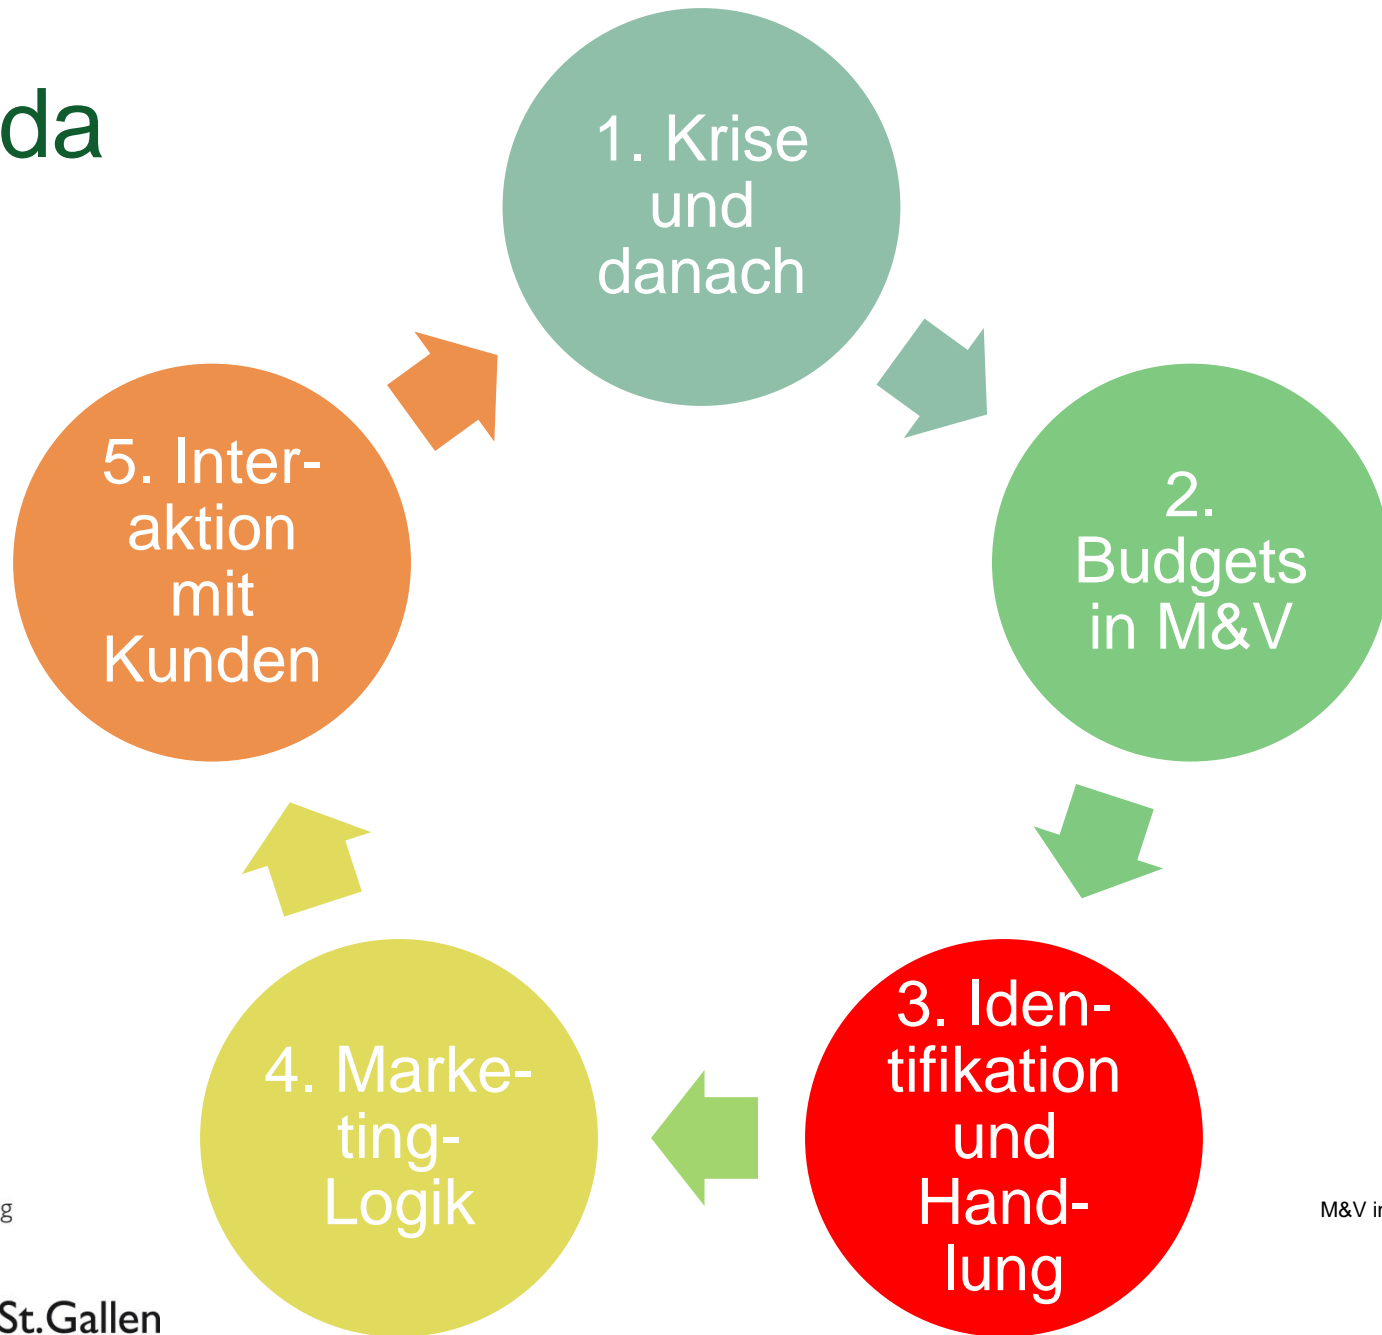 da
1. Krise
und
danach
2.
Budgets
in M&V
3. Iden-
tifikation
und
Hand-
lung
4. Marke-
ting-
Logik
5. Inter-
aktion
mit
Kunden
g
M&V in
St.Gallen